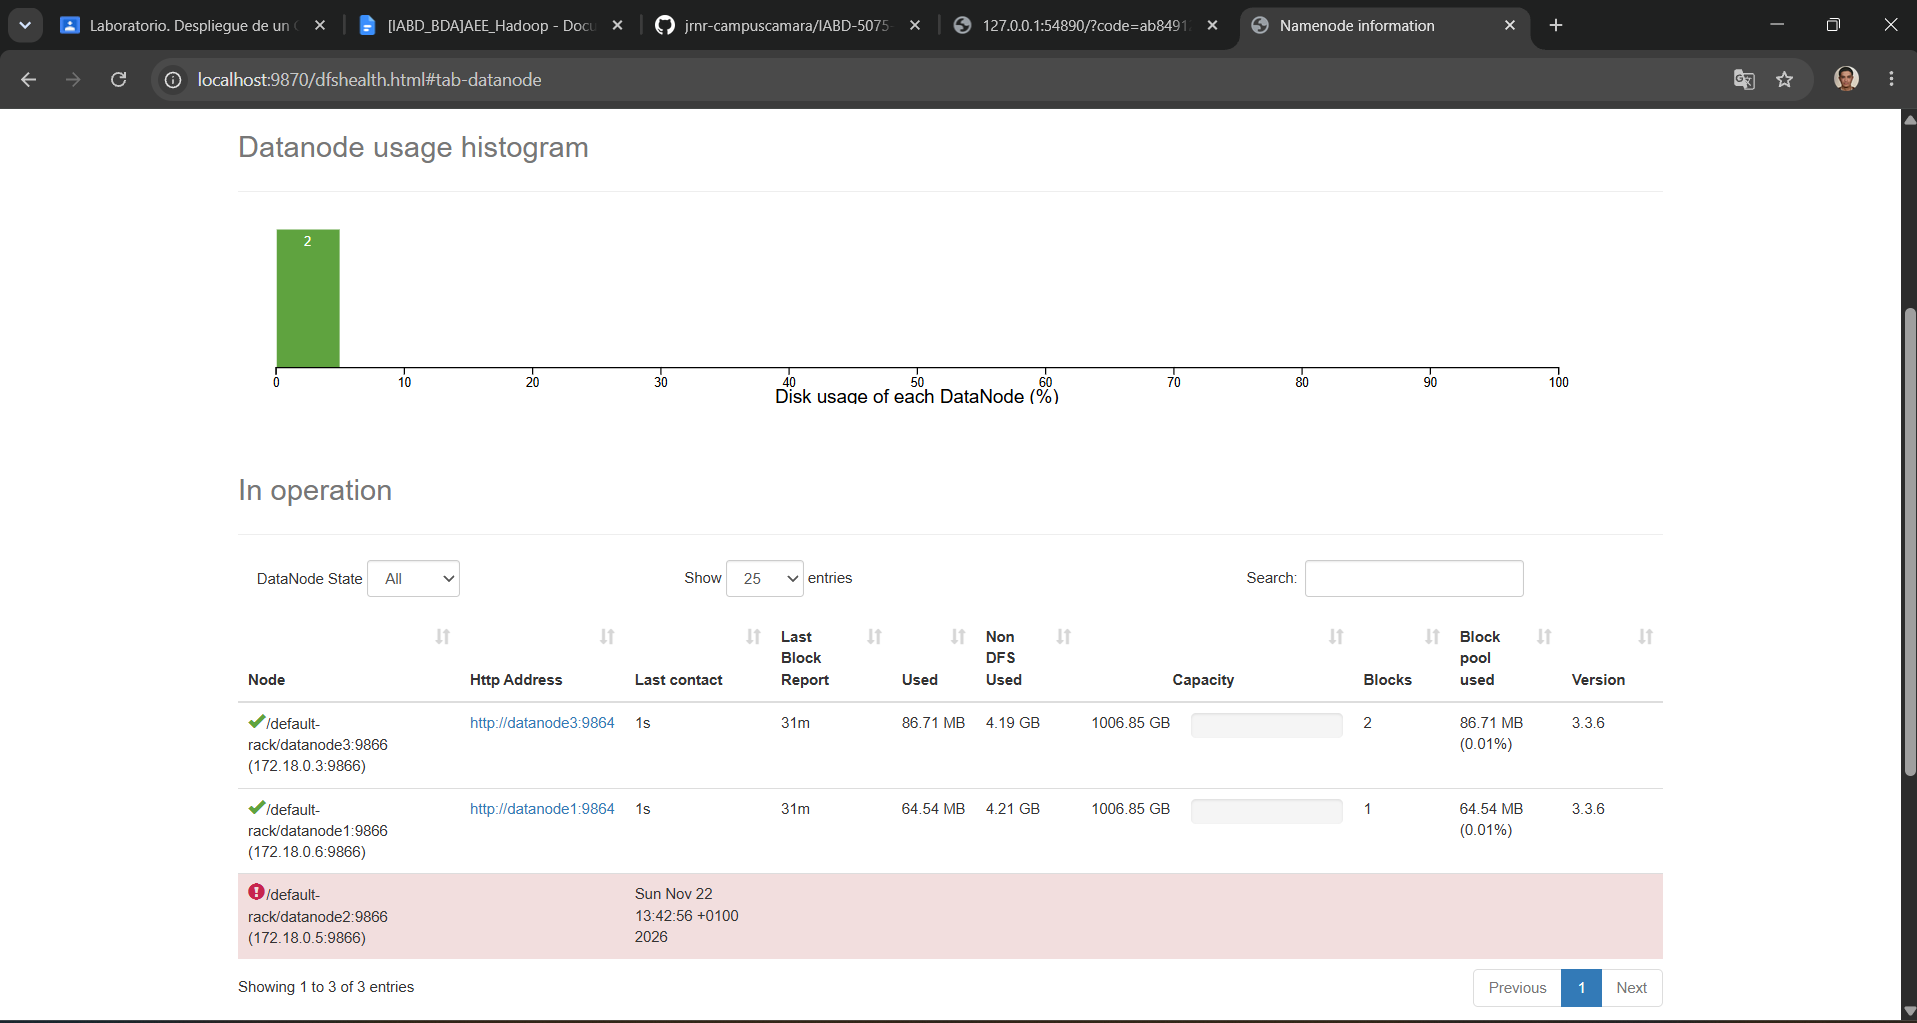 Laboratorio. Despliegue de un
[IABD_BDA]AEE_Hadoop - Docu
jrnr-campuscamara/IABD-5075-
127.0.0.1:54890/?code=ab8491
Namenode information
localhost:9870/dfshealth.html#tab-datanode
Datanode usage histogram
2
0 10 20 30 40 50 60 70 80 90 100
Disk usage of each DataNode (%)
In operation
DataNode State All Show 25 entries Search:
Node Http Address Last contact Last Block Report Used Non DFS Used Capacity Blocks Block pool used Version
/default-
rack/datanode3:9866
(172.18.0.3:9866)
http://datanode3:9864 1s 31m 86.71 MB 4.19 GB 1006.85 GB 2 86.71 MB (0.01%) 3.3.6
/default-
rack/datanode1:9866
(172.18.0.6:9866)
http://datanode1:9864 1s 31m 64.54 MB 4.21 GB 1006.85 GB 1 64.54 MB (0.01%) 3.3.6
/default-
rack/datanode2:9866
(172.18.0.5:9866)
Sun Nov 22
13:42:56 +0100
2026
Showing 1 to 3 of 3 entries
Previous 1 Next